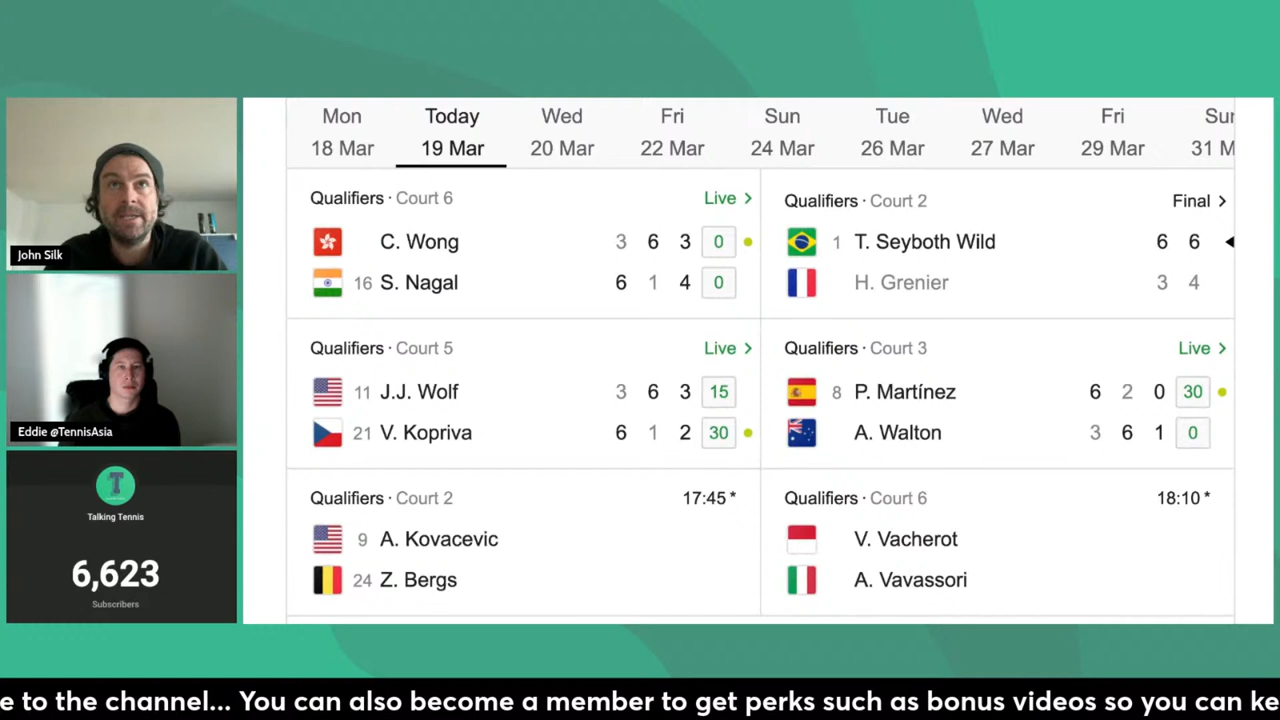 Mon Today Wed Fri Sun Tue Wed Fri Sur
18 Mar 19 Mar 20 Mar 22 Mar 24 Mar 26 Mar 27 Mar 29 Mar 31 M
Qualifiers · Court 6 Live
C. Wong 3 6 3 0
16 S. Nagal 6 1 4 0
Qualifiers · Court 2 Final
1 T. Seyboth Wild 6 6
H. Grenier 3 4
Qualifiers · Court 5 Live
11 J.J. Wolf 3 6 3 15
21 V. Kopriva 6 1 2 30
Qualifiers · Court 3 Live
8 P. Martínez 6 2 0 30
A. Walton 3 6 1 0
Qualifiers · Court 2 17:45 *
9 A. Kovacevic
24 Z. Bergs
Qualifiers · Court 6 18:10 *
V. Vacherot
A. Vavassori
John Silk
Eddie @TennisAsia
T
Talking Tennis
6,623
Subscribers
e to the channel... You can also become a member to get perks such as bonus videos so you can ke